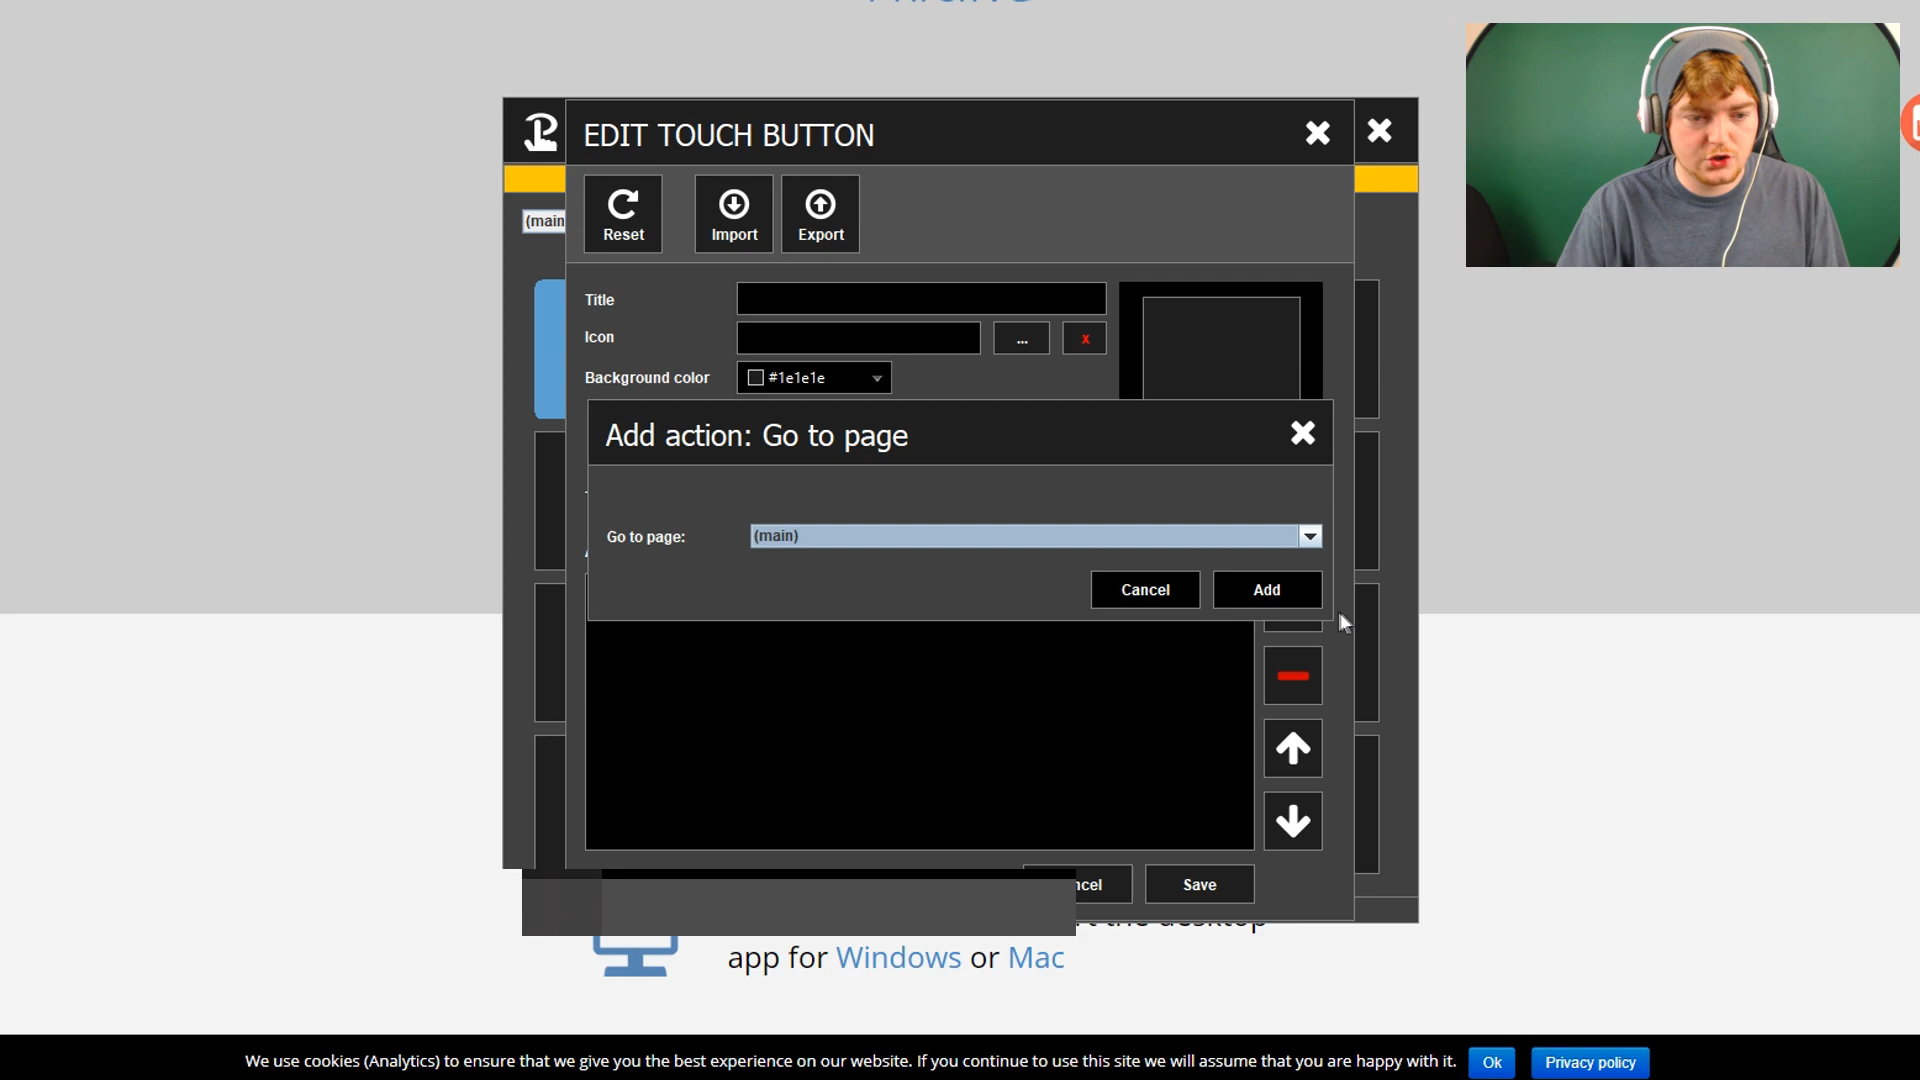 EDIT TOUCH BUTTON
Reset
Import
Export
(main
Title
Icon
...
x
Background color
#1e1e1e
Add action: Go to page
Go to page:
(main)
Cancel
Add
Save
desktop
app for Windows or Mac
We use cookies (Analytics) to ensure that we give you the best experience on our website. If you continue to use this site we will assume that you are happy with it.
Ok
Privacy policy